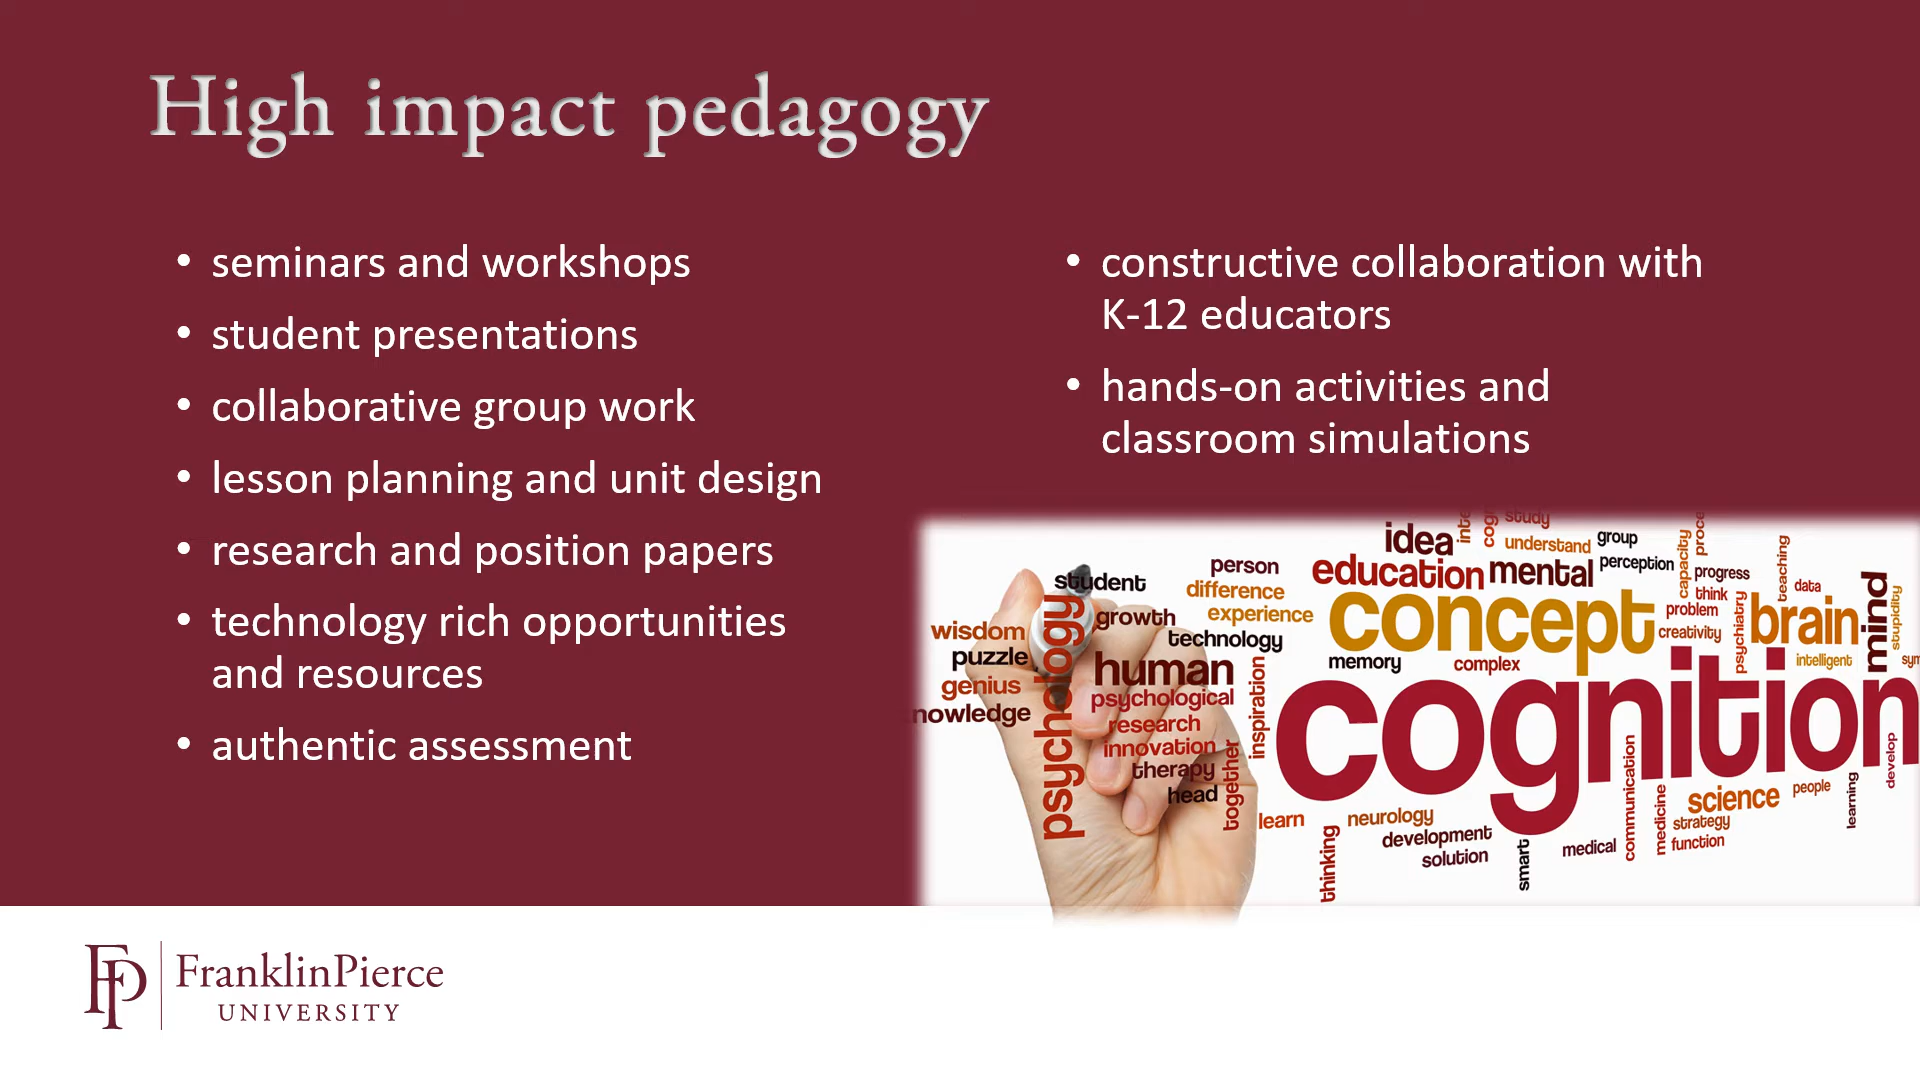 High impact pedagogy
• seminars and workshops
• student presentations
• collaborative group work
• lesson planning and unit design
• research and position papers
• technology rich opportunities
and resources
• authentic assessment
• constructive collaboration with
K-12 educators
• hands-on activities and
classroom simulations
study
idea
understand
group
capacity
person
education
mental
perception
progress
teaching
student
difference
think
data
mind
growth
experience
concept
problem
brain
stupidity
wisdom
psychology
technology
creativity
psychiatry
puzzle
human
memory
complex
intelligent
genius
psychological
inspiration
cognition
nowledge
research
innovation
therapy
together
head
communication
develop
learn
neurology
medicine
science
people
learning
development
strategy
thinking
solution
smart
medical
function
FP
FranklinPierce
UNIVERSITY